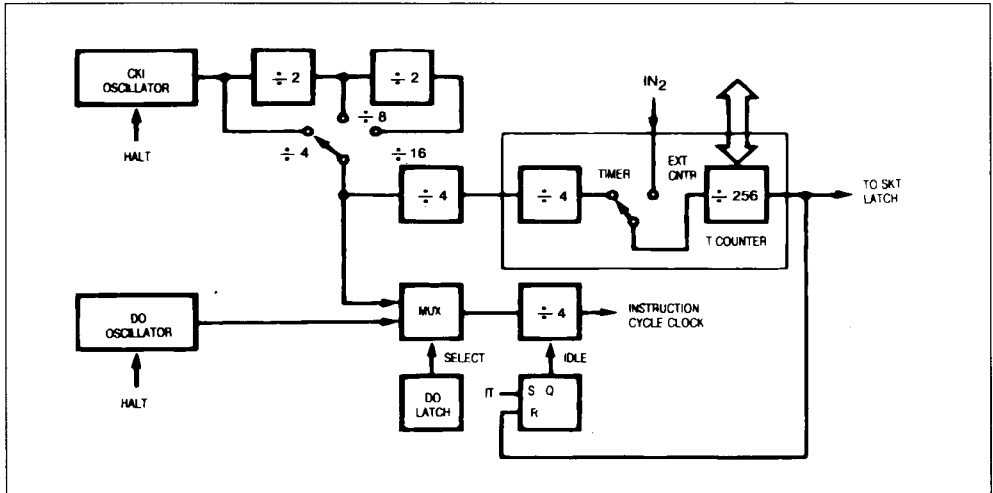 CKI
OSCILLATOR
÷ 2
÷ 2
HALT
÷ 8
÷ 4
÷ 16
IN2
÷ 4
÷ 4
TIMER
EXT
CNTR
÷ 256
T COUNTER
TO SKT
LATCH
DO
OSCILLATOR
HALT
MUX
÷ 4
INSTRUCTION
CYCLE CLOCK
SELECT
IDLE
DO
LATCH
IT
S Q
R